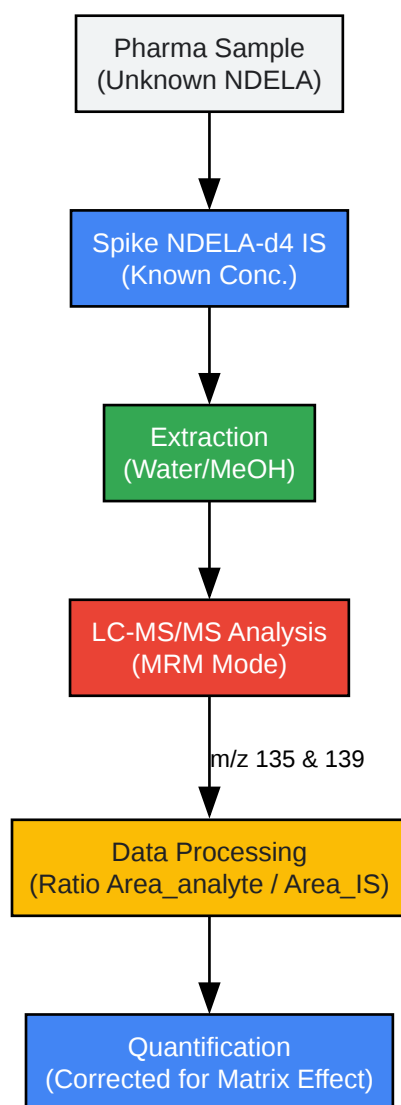 Pharma Sample
(Unknown NDELA)
Spike NDELA-d4 IS
(Known Conc.)
Extraction
(Water/MeOH)
LC-MS/MS Analysis
(MRM Mode)
m/z 135 & 139
Data Processing
(Ratio Area_analyte / Area_IS)
Quantification
(Corrected for Matrix Effect)